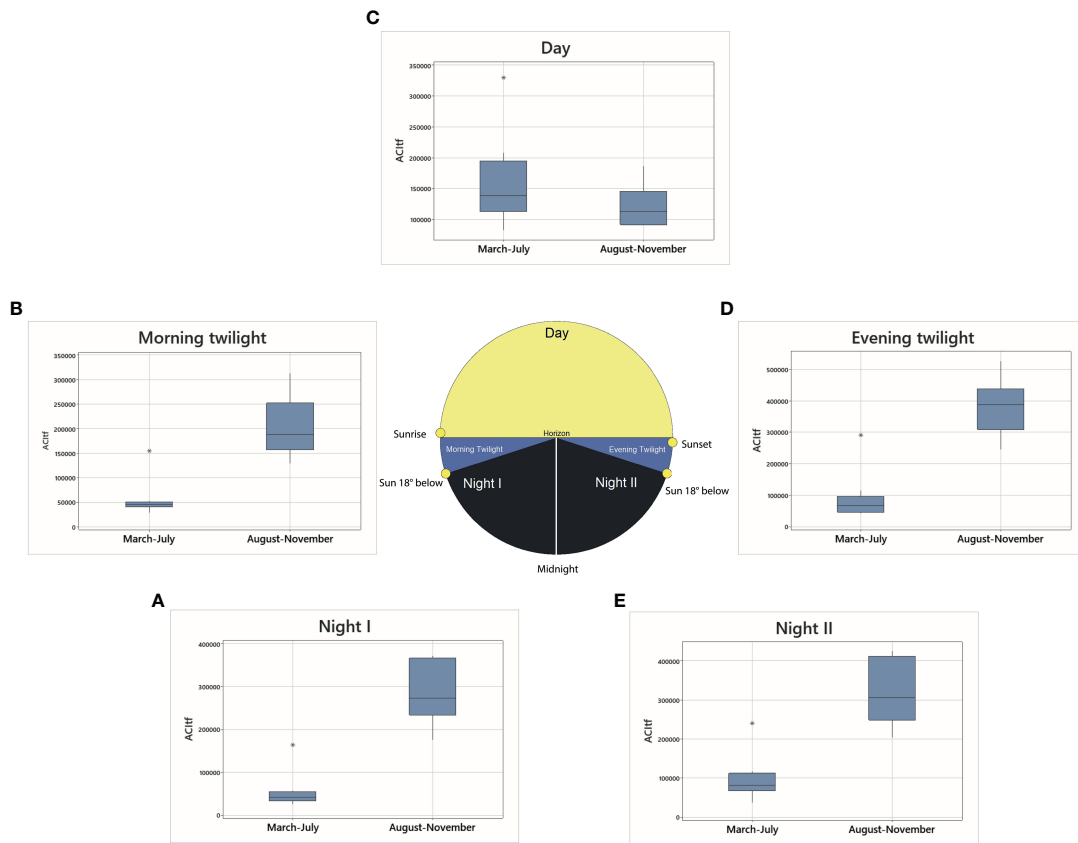 C
Day
ACItf
350000
300000
250000
200000
150000
100000
March-July
August-November
B
Morning twilight
ACItf
350000
300000
250000
200000
150000
100000
50000
0
March-July
August-November
Day
Horizon
Sunrise
Sunset
Morning Twilight
Evening Twilight
Sun 18° below
Sun 18° below
Night I
Night II
Midnight
D
Evening twilight
ACItf
500000
400000
300000
200000
100000
0
March-July
August-November
A
Night I
ACItf
400000
300000
200000
100000
0
March-July
August-November
E
Night II
ACItf
400000
300000
200000
100000
0
March-July
August-November